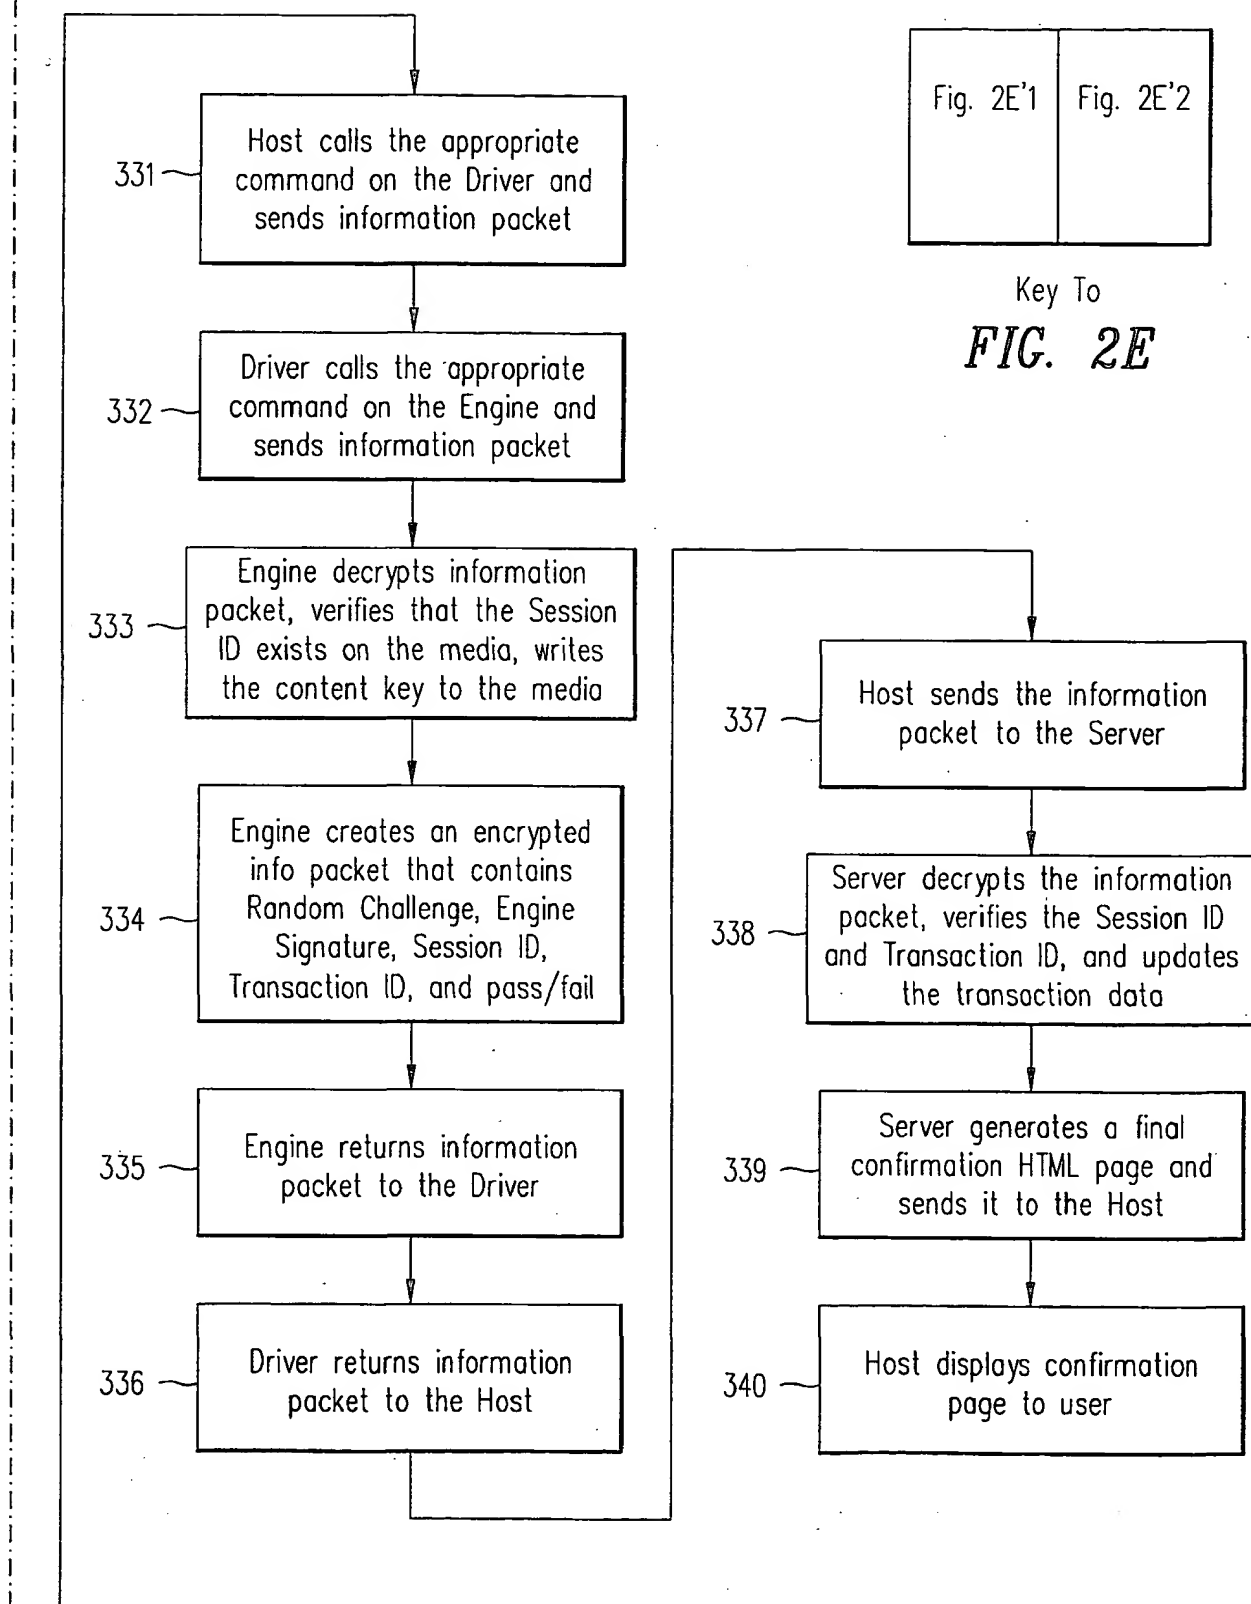 331
Host calls the appropriate
command on the Driver and
sends information packet
332
Driver calls the appropriate
command on the Engine and
sends information packet
333
Engine decrypts information
packet, verifies that the Session
ID exists on the media, writes
the content key to the media
334
Engine creates an encrypted
info packet that contains
Random Challenge, Engine
Signature, Session ID,
Transaction ID, and pass/fail
335
Engine returns information
packet to the Driver
336
Driver returns information
packet to the Host
Fig. 2E'1
Fig. 2E'2
Key To
FIG. 2E
337
Host sends the information
packet to the Server
338
Server decrypts the information
packet, verifies the Session ID
and Transaction ID, and updates
the transaction data
339
Server generates a final
confirmation HTML page and
sends it to the Host
340
Host displays confirmation
page to user